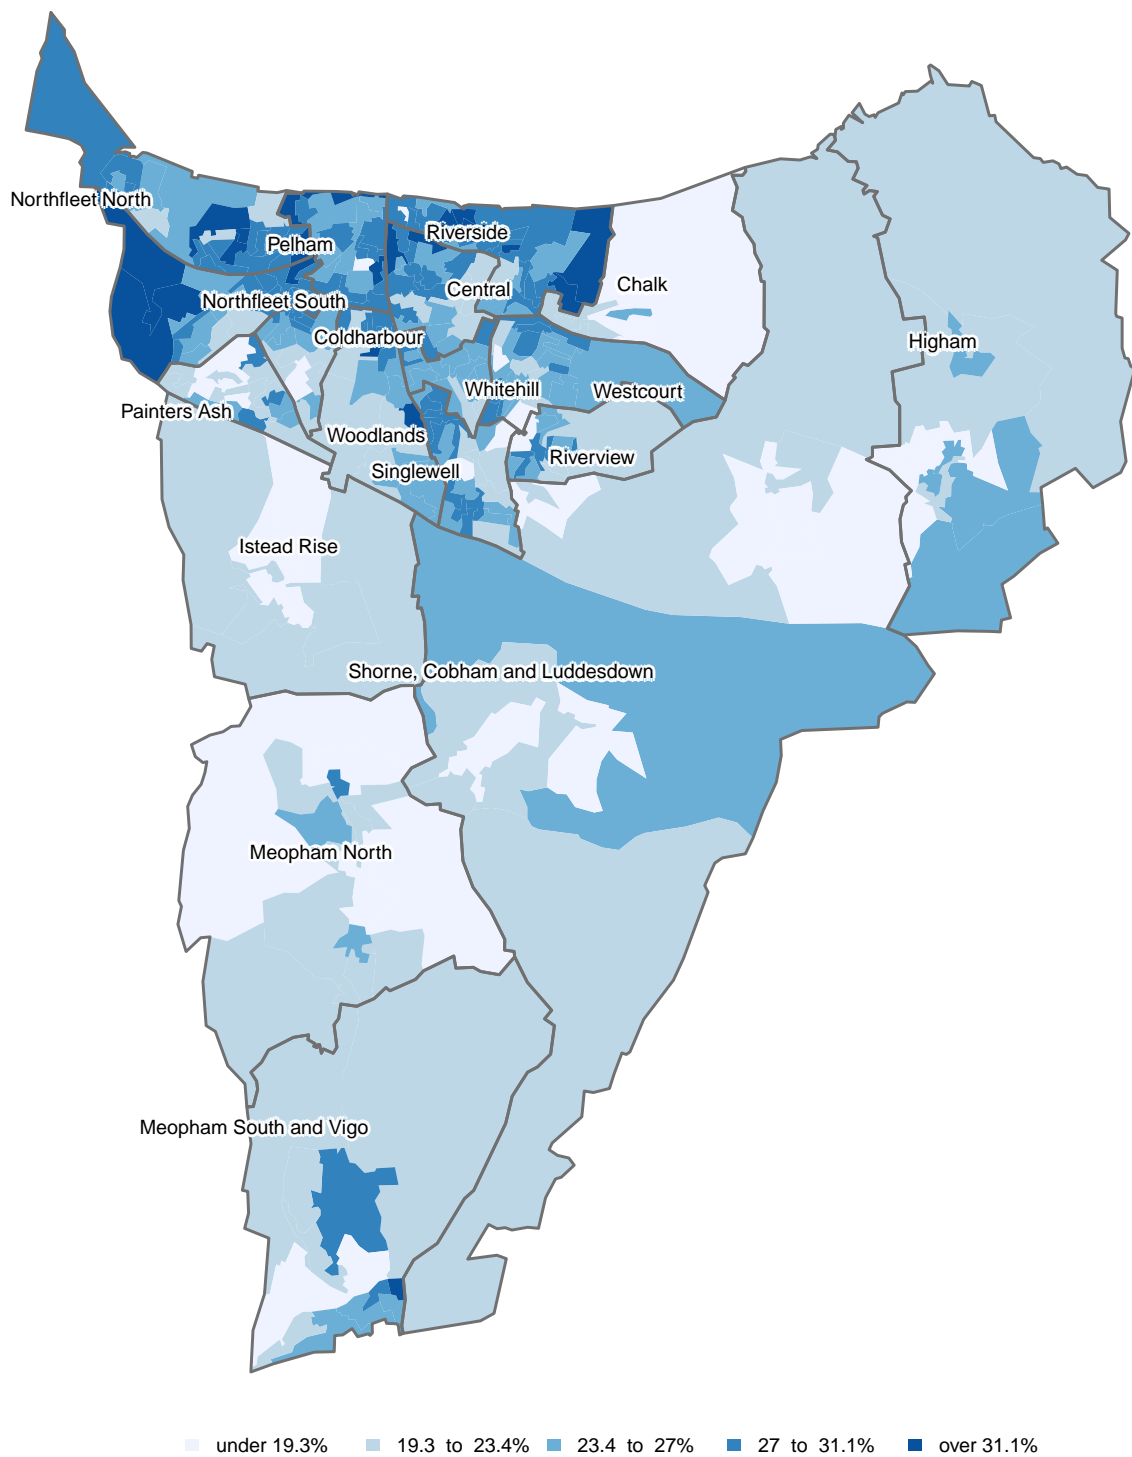 Northfleet North
Riverside
Pelham
Chalk
Central
Northfleet South
Coldharbour
Higham
Whitehill
Westcourt
Painters Ash
Woodlands
Riverview
Singlewell
Istead Rise
Shorne, Cobham and Luddesdown
Meopham North
Meopham South and Vigo
under 19.3% 19.3 to 23.4% 23.4 to 27% 27 to 31.1% over 31.1%